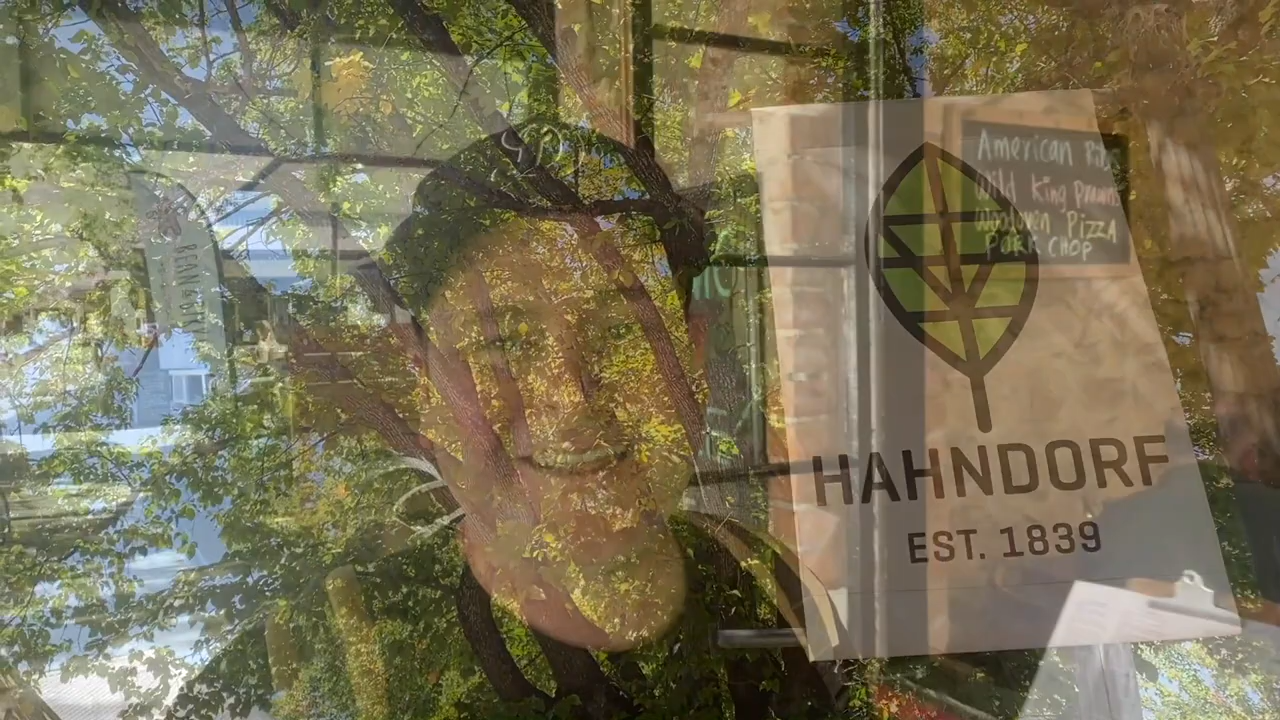 American Ribs
Wild King prawns
Woodoven Pizza
PORK CHOP
HAHNDORF
EST. 1839